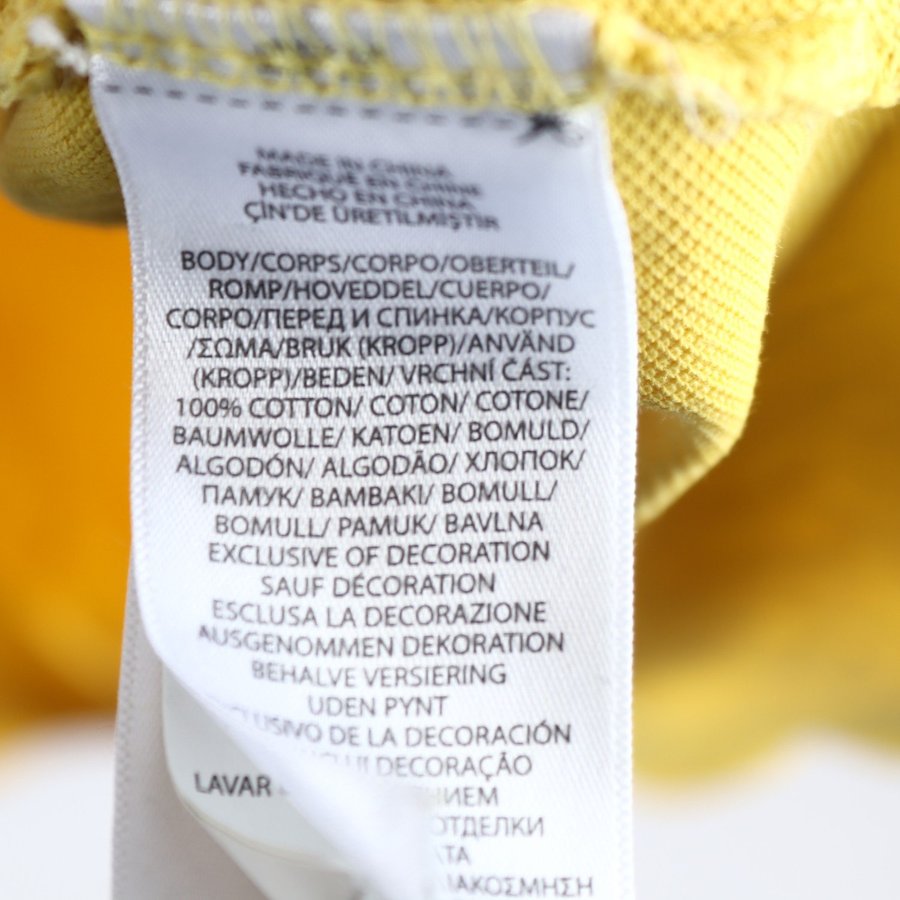 MADE IN CHINA
FABRIQUÉ EN CHINE
HECHO EN CHINA
ÇİN'DE ÜRETİLMİŞTİR
BODY/CORPS/CORPO/OBERTEIL/
ROMP/HOVEDDEL/CUERPO/
CORPO/ПЕРЕД И СПИНКА/КОРПУС
/ΣΩΜΑ/BRUK (KROPP)/ANVÄND
(KROPP)/BEDEN/ VRCHNÍ ČÁST:
100% COTTON/ COTON/ COTONE/
BAUMWOLLE/ KATOEN/ BOMULD/
ALGODÓN/ ALGODÃO/ ХЛОПОК/
ПАМУК/ BAMBAKI/ BOMULL/
BOMULL/ PAMUK/ BAVLNA
EXCLUSIVE OF DECORATION
SAUF DÉCORATION
ESCLUSA LA DECORAZIONE
AUSGENOMMEN DEKORATION
BEHALVE VERSIERING
UDEN PYNT
DE LA DECORACIÓN
DECORAÇÃO
LAVAR
ОТДЕЛКИ